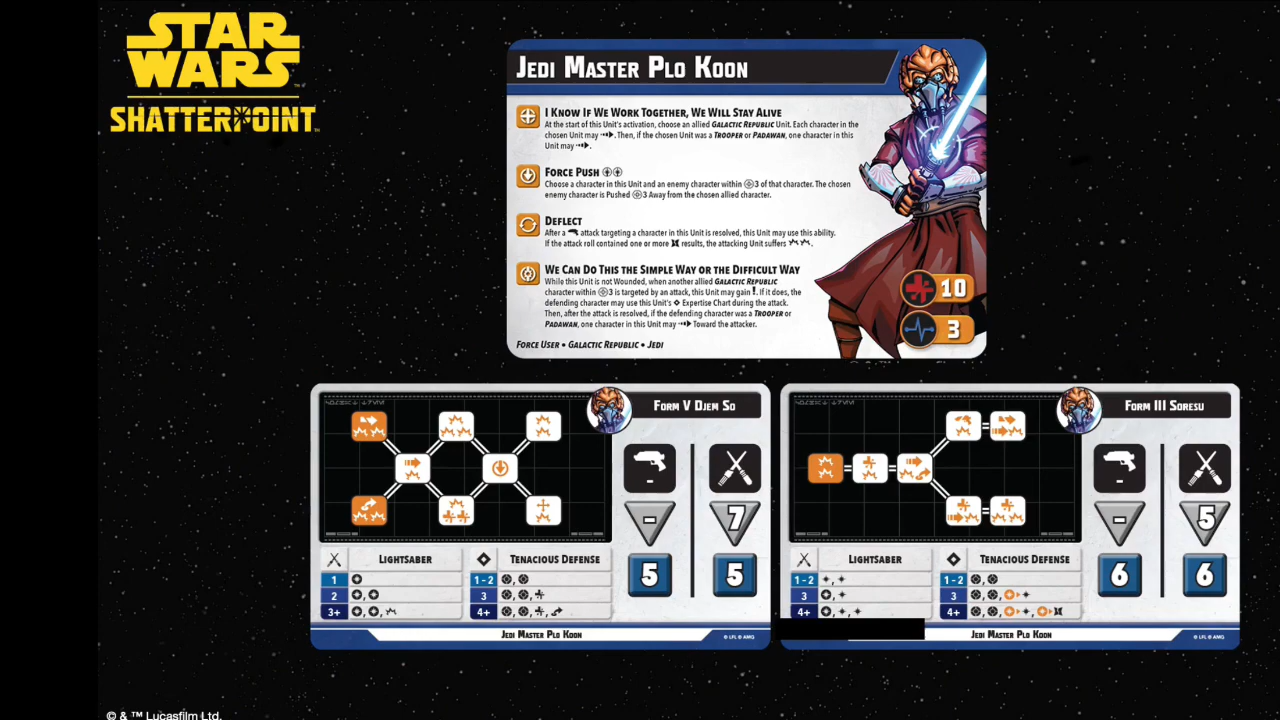 STAR
WARS
SHATTERPOINT
JEDI MASTER PLO KOON
I KNOW IF WE WORK TOGETHER, WE WILL STAY ALIVE
At the start of this Unit's activation, choose an allied GALACTIC REPUBLIC Unit. Each character in the
chosen Unit may . Then, if the chosen Unit was a TROOPER or PADAWAN, one character in this
Unit may .
FORCE PUSH
Choose a character in this Unit and an enemy character within 3 of that character. The chosen
enemy character is Pushed 3 Away from the chosen allied character.
DEFLECT
After a attack targeting a character in this Unit is resolved, this Unit may use this ability.
If the attack roll contained one or more results, the attacking Unit suffers .
WE CAN DO THIS THE SIMPLE WAY OR THE DIFFICULT WAY
While this Unit is not Wounded, when another allied GALACTIC REPUBLIC
character within 3 is targeted by an attack, this Unit may gain . If it does, the
defending character may use this Unit's Expertise Chart during the attack.
Then, after the attack is resolved, if the defending character was a TROOPER or
PADAWAN, one character in this Unit may Toward the attacker.
10
3
FORCE USER • GALACTIC REPUBLIC • JEDI
FORM V DJEM SO
-
- 7
5 5
LIGHTSABER TENACIOUS DEFENSE
1 1-2
2 3
3+ 4+
JEDI MASTER PLO KOON
© LFL © AMG
FORM III SORESU
-
- 5
6 6
LIGHTSABER TENACIOUS DEFENSE
1-2 1-2
3 3
4+ 4+
JEDI MASTER PLO KOON
© LFL © AMG
© & ™ Lucasfilm Ltd.